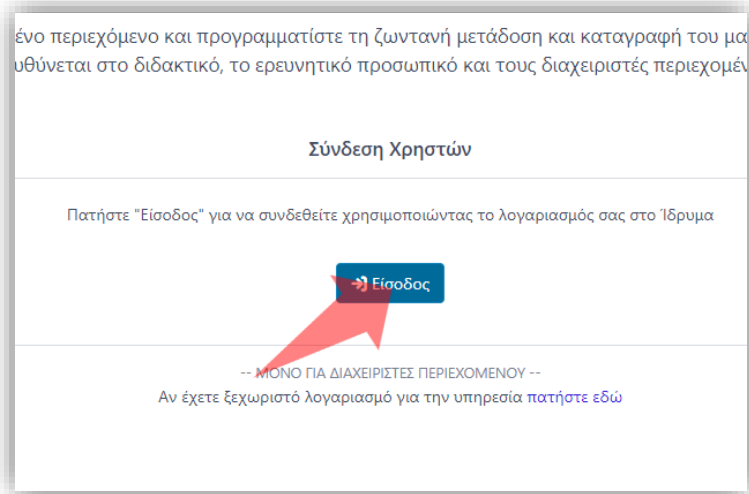 ένο περιεχόμενο και προγραμματίστε τη ζωντανή μετάδοση και καταγραφή του μα
υθύνεται στο διδακτικό, το ερευνητικό προσωπικό και τους διαχειριστές περιεχομέν
Σύνδεση Χρηστών
Πατήστε "Είσοδος" για να συνδεθείτε χρησιμοποιώντας το λογαριασμός σας στο Ίδρυμα
Είσοδος
-- ΜΟΝΟ ΓΙΑ ΔΙΑΧΕΙΡΙΣΤΕΣ ΠΕΡΙΕΧΟΜΕΝΟΥ --
Αν έχετε ξεχωριστό λογαριασμό για την υπηρεσία πατήστε εδώ